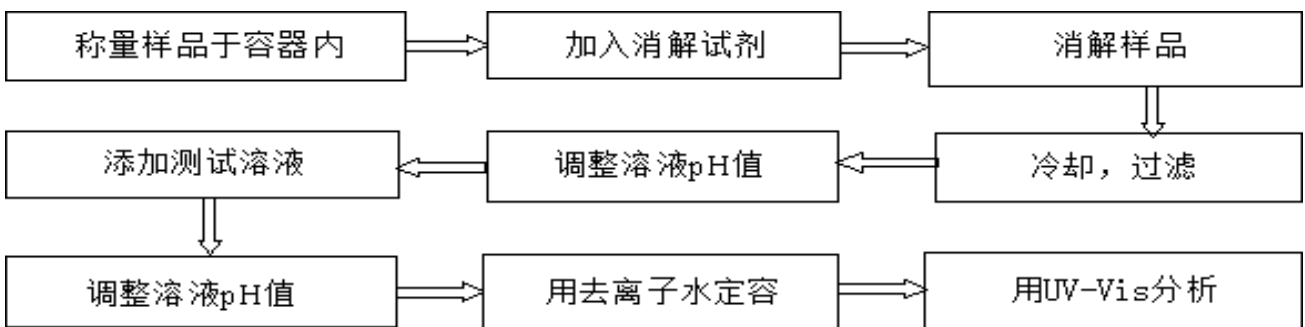 称量样品于容器内
加入消解试剂
消解样品
冷却，过滤
调整溶液pH值
添加测试溶液
调整溶液pH值
用去离子水定容
用UV-Vis分析